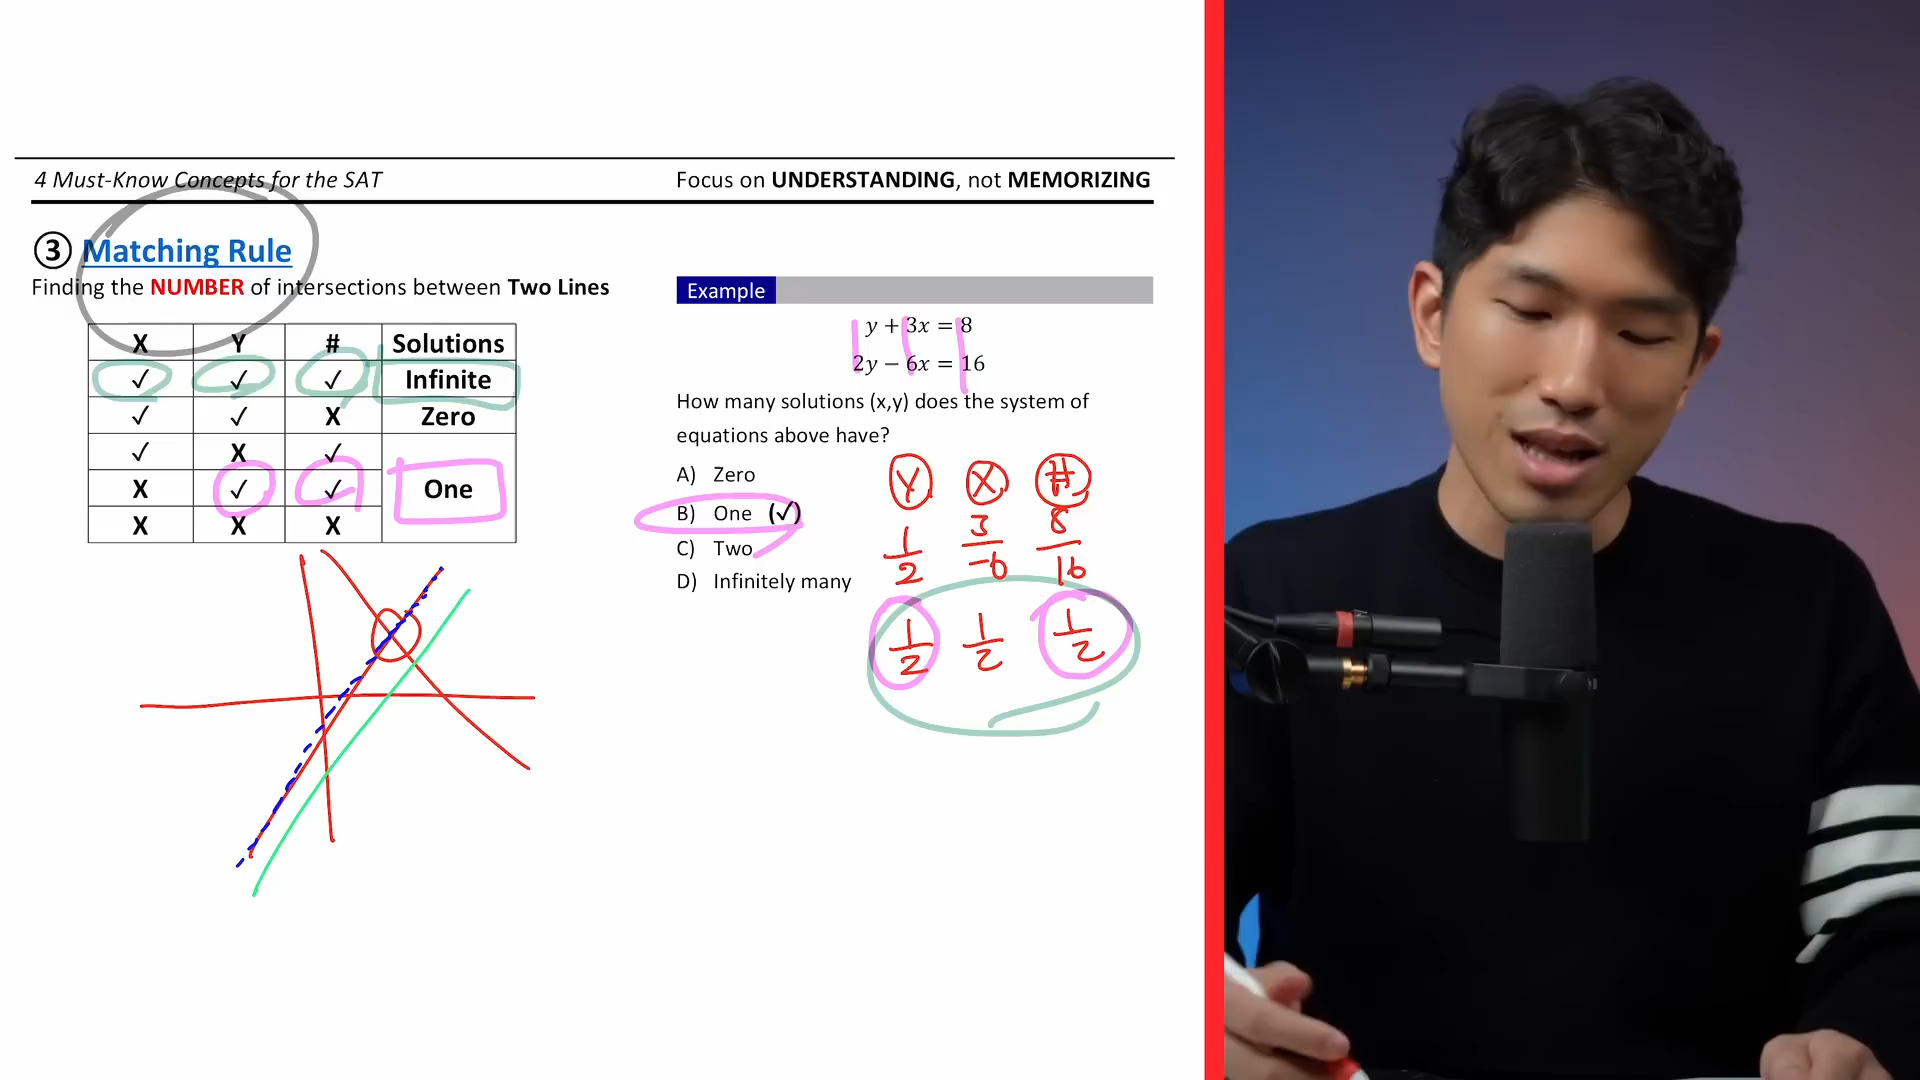 4 Must-Know Concepts for the SAT
Focus on UNDERSTANDING, not MEMORIZING
③ Matching Rule
Finding the NUMBER of intersections between Two Lines
X Y # Solutions
✓ ✓ ✓ Infinite
✓ ✓ X Zero
✓ X ✓
X ✓ ✓ One
X X X
Example
y + 3x = 8
2y − 6x = 16
How many solutions (x,y) does the system of
equations above have?
A) Zero
B) One (✓)
C) Two
D) Infinitely many
Y X #
1/2 3/-6 8/16
1/2 1/2 1/2